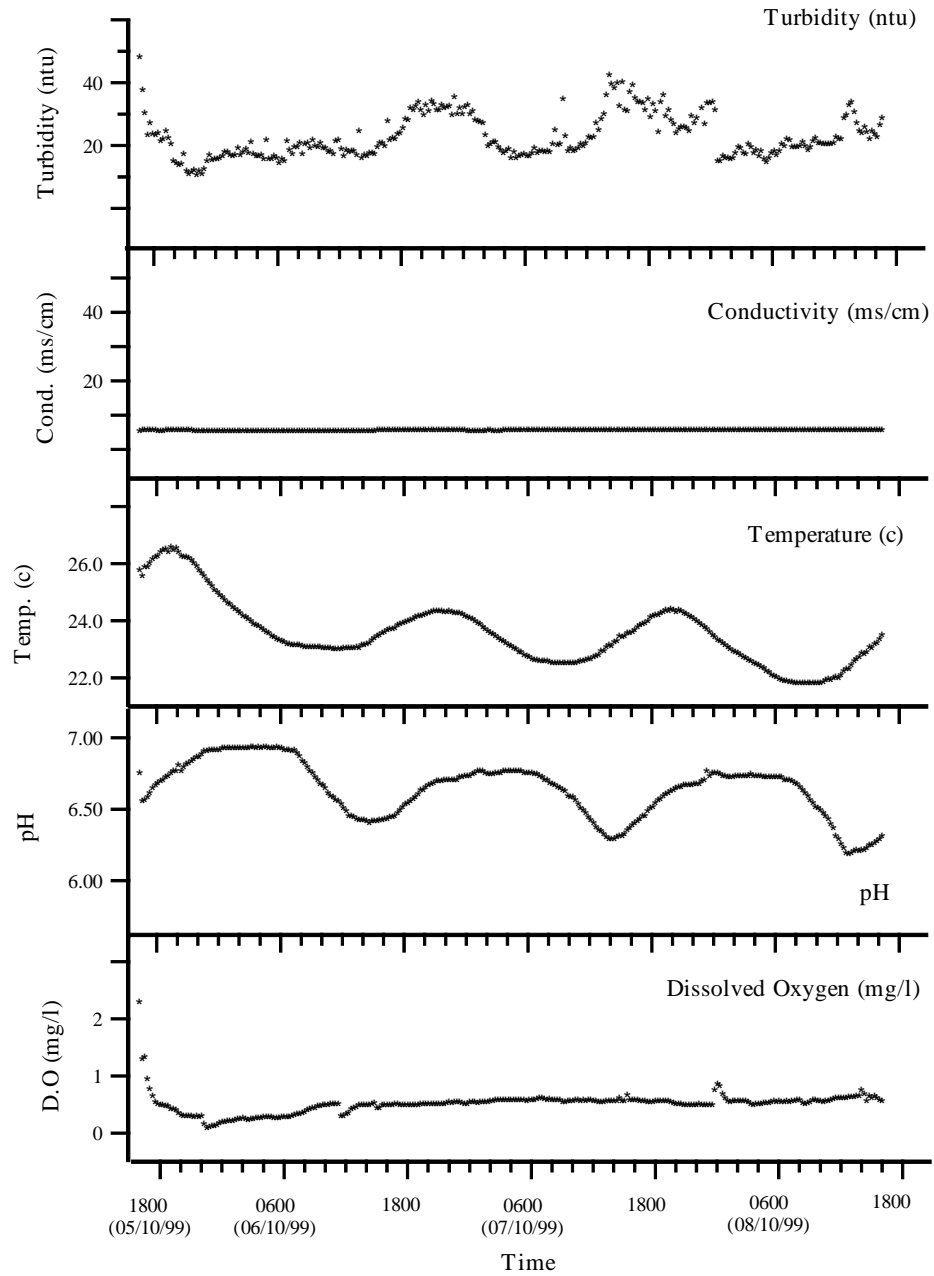 Turbidity (ntu)
Turbidity (ntu)
40
20
Conductivity (ms/cm)
Cond. (ms/cm)
40
20
Temperature (c)
Temp. (c)
26.0
24.0
22.0
pH
7.00
6.50
6.00
pH
Dissolved Oxygen (mg/l)
D.O (mg/l)
2
1
0
1800 0600 1800 0600 1800 0600 1800
(05/10/99) (06/10/99) (07/10/99) (08/10/99)
Time